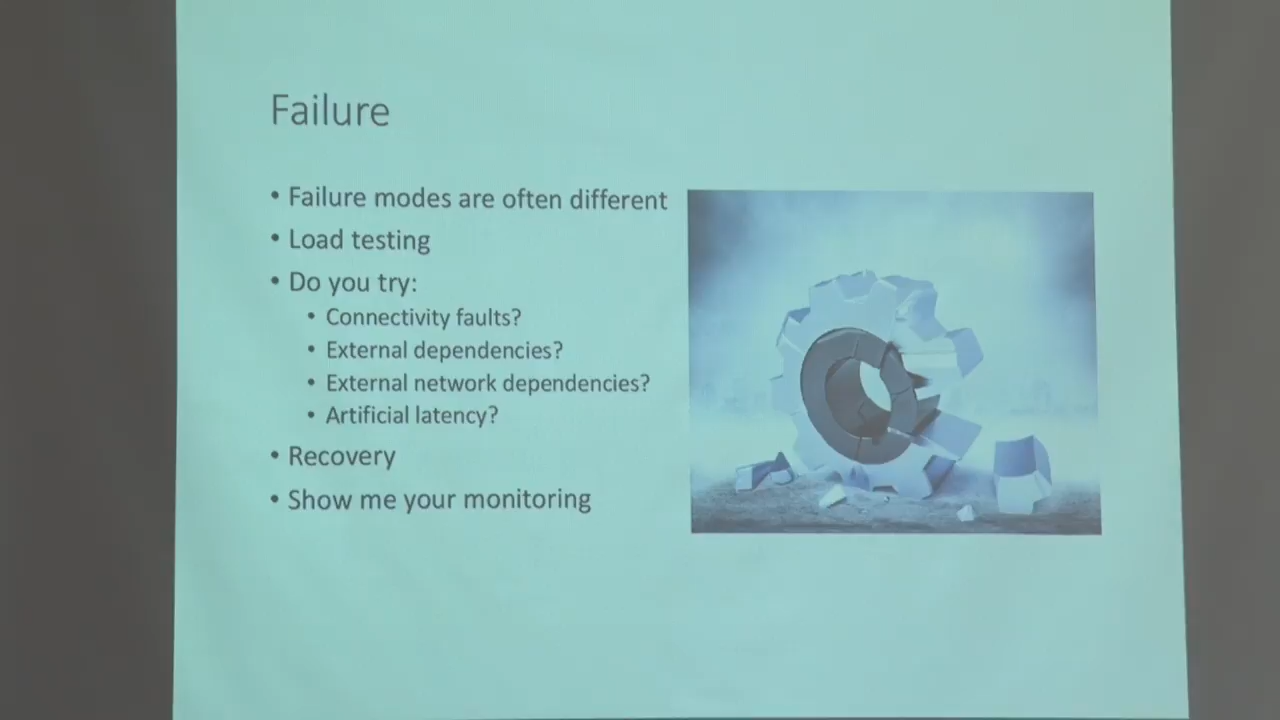 Failure
• Failure modes are often different
• Load testing
• Do you try:
• Connectivity faults?
• External dependencies?
• External network dependencies?
• Artificial latency?
• Recovery
• Show me your monitoring